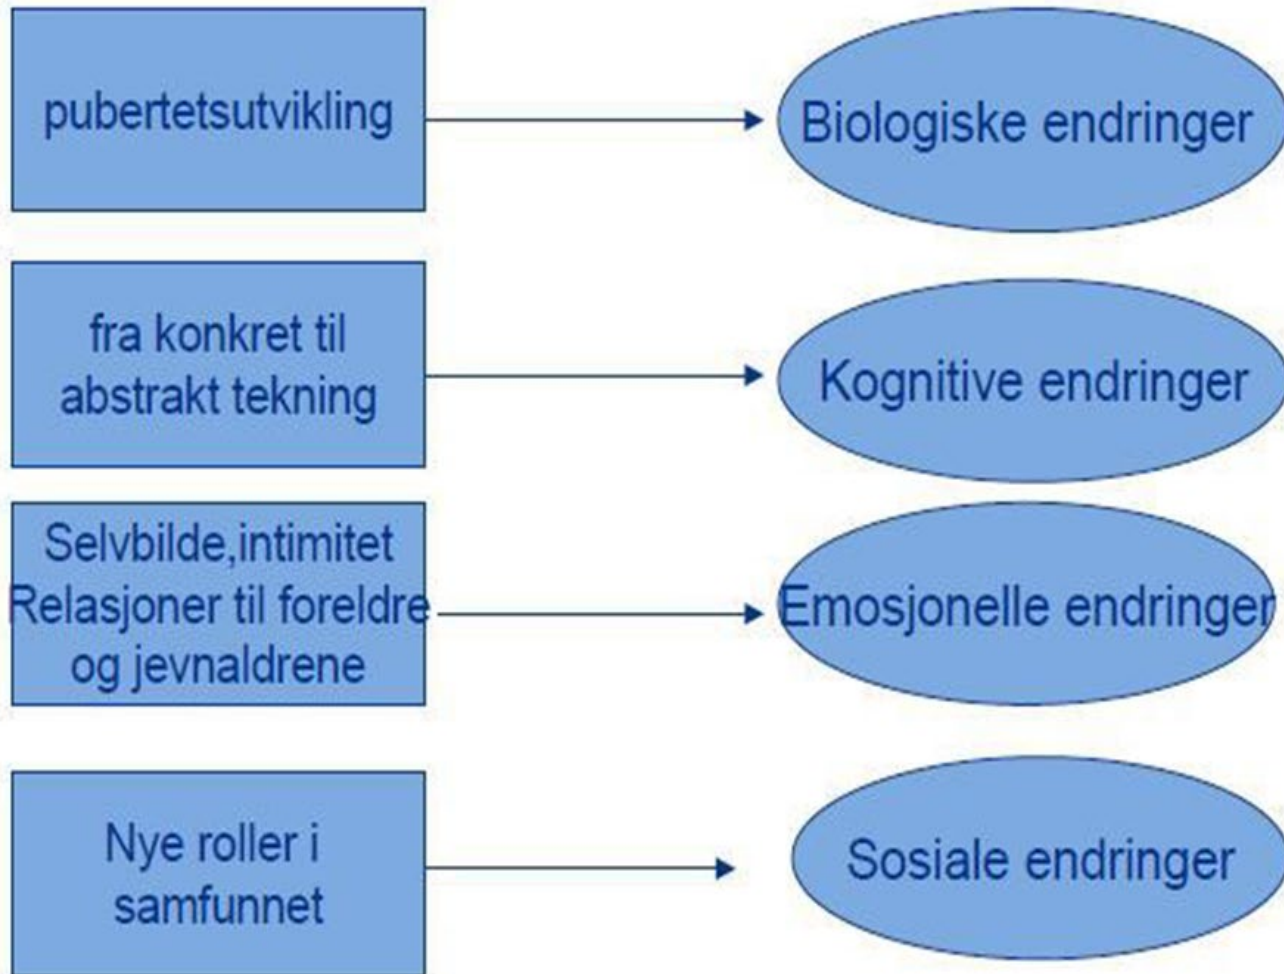 pubertetsutvikling
Biologiske endringer
fra konkret til
abstrakt tekning
Kognitive endringer
Selvbilde,intimitet
Relasjoner til foreldre
og jevnaldrene
Emosjonelle endringer
Nye roller i
samfunnet
Sosiale endringer